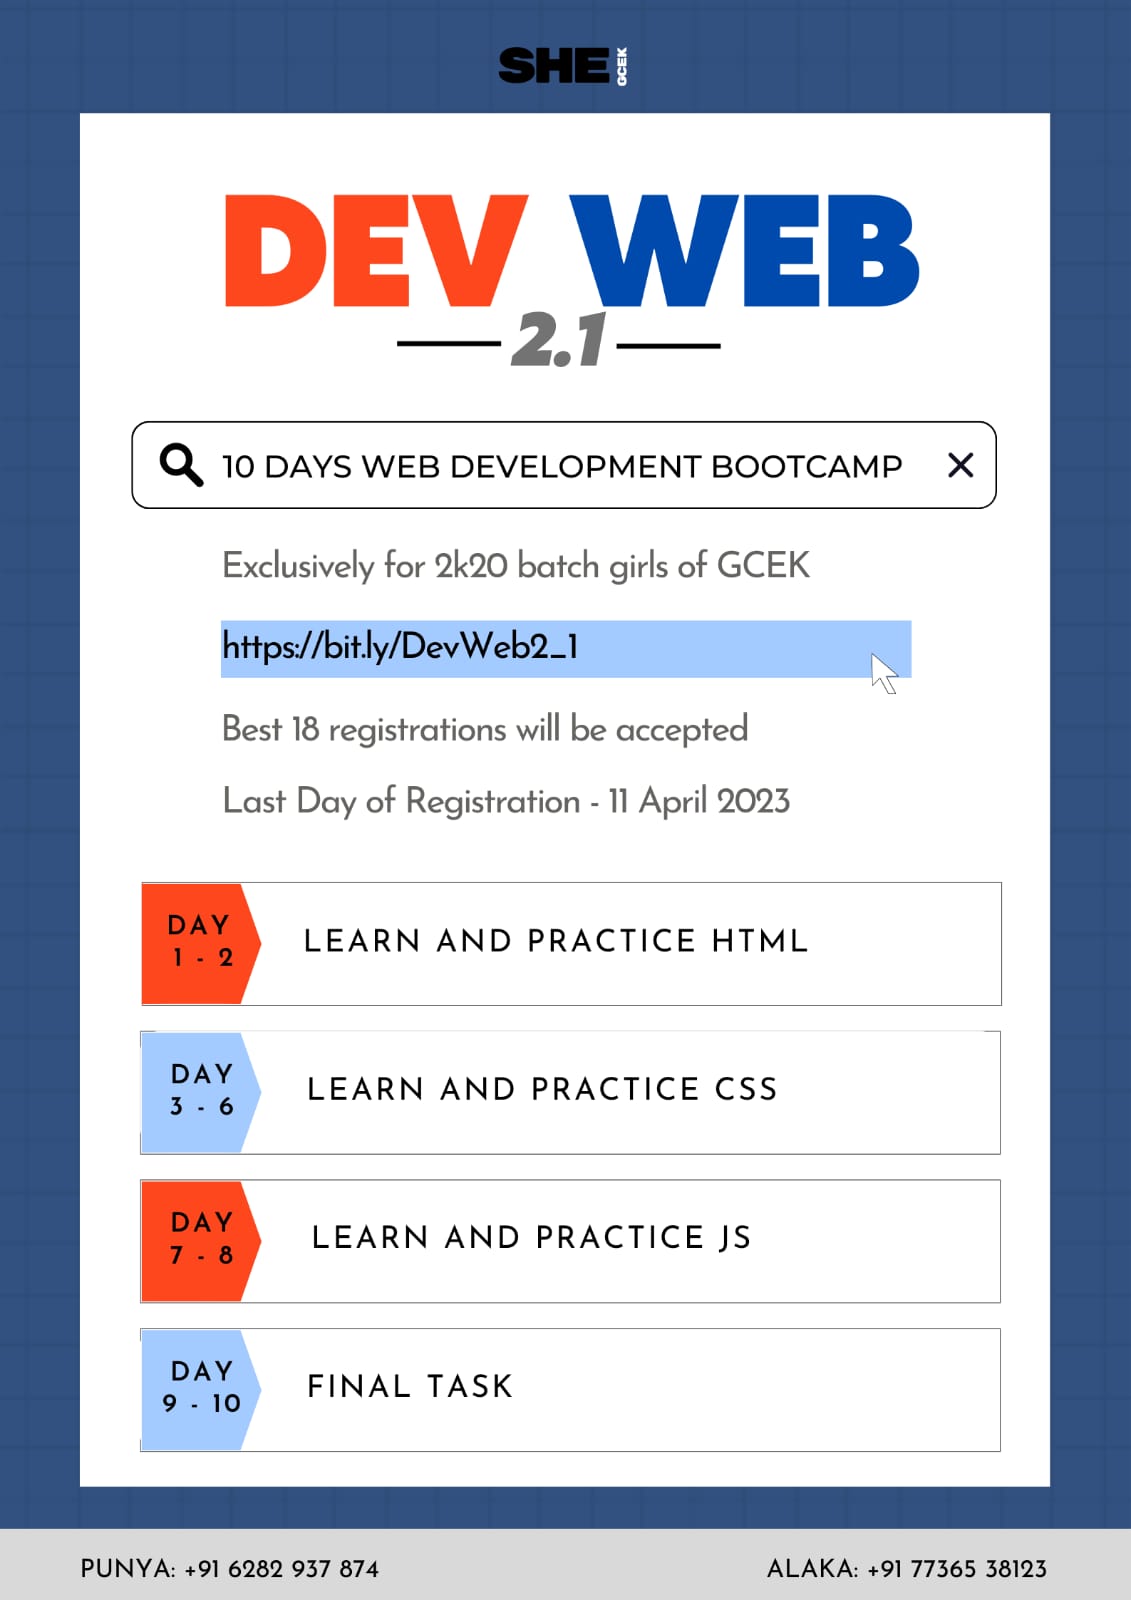 SHE GCEK
DEV WEB
2.1
10 DAYS WEB DEVELOPMENT BOOTCAMP
Exclusively for 2k20 batch girls of GCEK
https://bit.ly/DevWeb2_1
Best 18 registrations will be accepted
Last Day of Registration - 11 April 2023
DAY
1 - 2
LEARN AND PRACTICE HTML
DAY
3 - 6
LEARN AND PRACTICE CSS
DAY
7 - 8
LEARN AND PRACTICE JS
DAY
9 - 10
FINAL TASK
PUNYA: +91 6282 937 874
ALAKA: +91 77365 38123